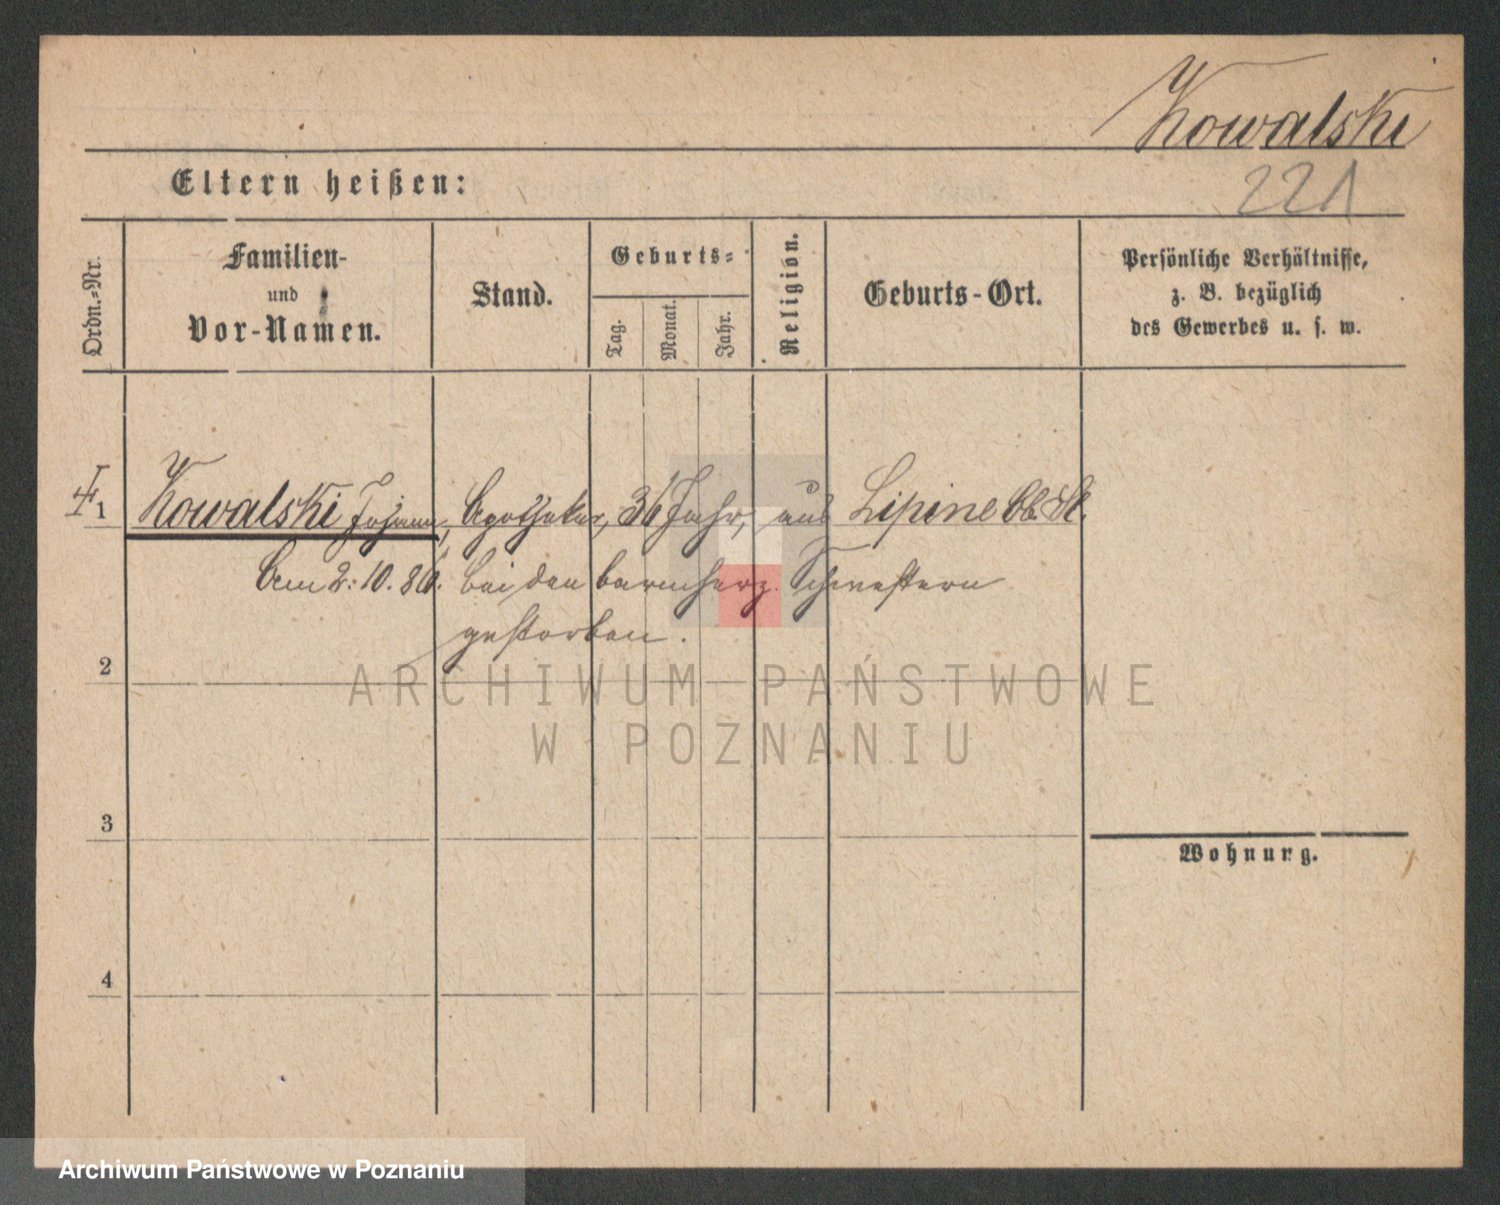 Kowalski
221
Eltern heißen:
Ordn.=Nr.
Familien-
und
Vor-Namen.
Stand.
Geburts=
Tag.
Monat.
Jahr.
Religion.
Geburts-Ort.
Persönliche Verhältnisse,
z. B. bezüglich
des Gewerbes u. s. w.
1 Kowalski Johann, Apotheker, 36 Jahr, aus Lipine
Am 2.10.86. bei den barmherz. Schwestern
gestorben.
2
ARCHIWUM PAŃSTWOWE
W POZNANIU
3
Wohnung.
4
Archiwum Państwowe w Poznaniu